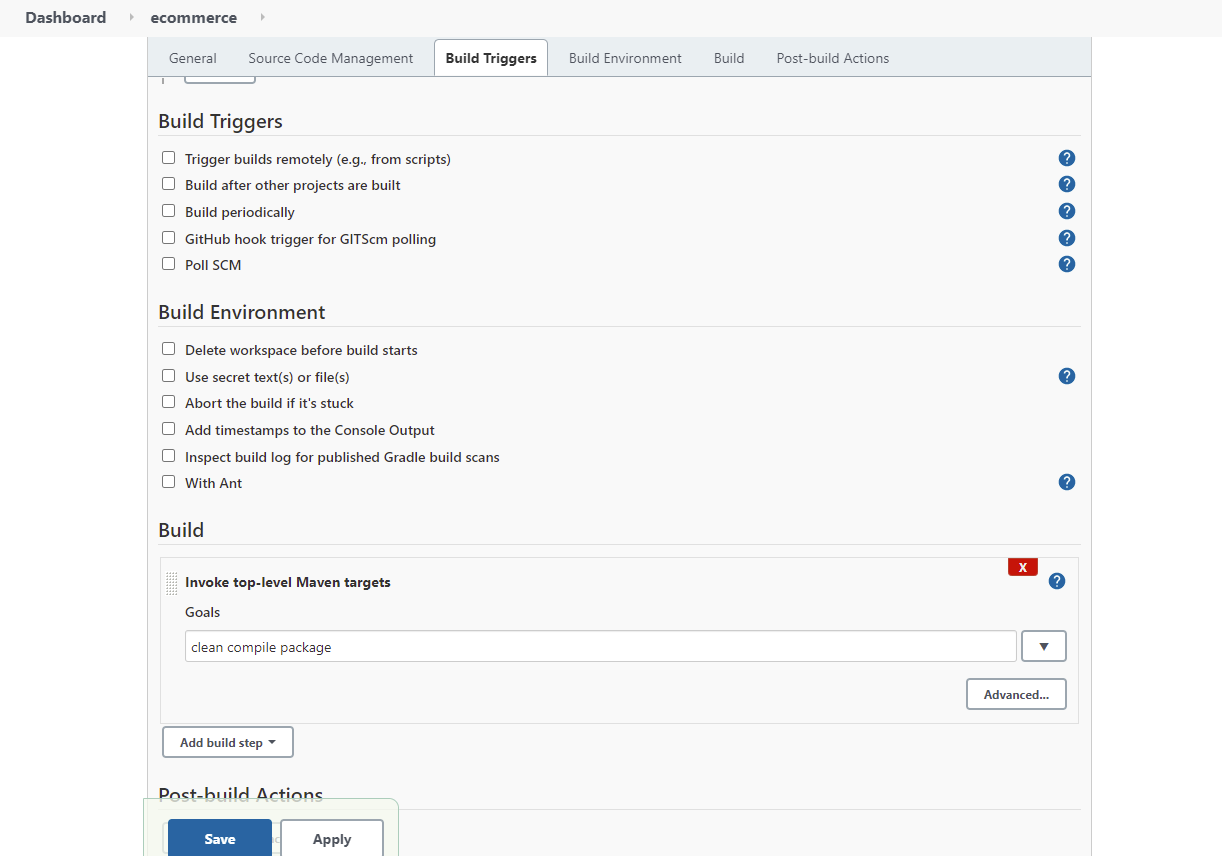 Dashboard ecommerce
General Source Code Management Build Triggers Build Environment Build Post-build Actions
Build Triggers
Trigger builds remotely (e.g., from scripts) ?
Build after other projects are built ?
Build periodically ?
GitHub hook trigger for GITScm polling ?
Poll SCM ?
Build Environment
Delete workspace before build starts
Use secret text(s) or file(s) ?
Abort the build if it's stuck
Add timestamps to the Console Output
Inspect build log for published Gradle build scans
With Ant ?
Build
X
Invoke top-level Maven targets ?
Goals
clean compile package
Advanced...
Add build step
Post-build Actions
Save Apply